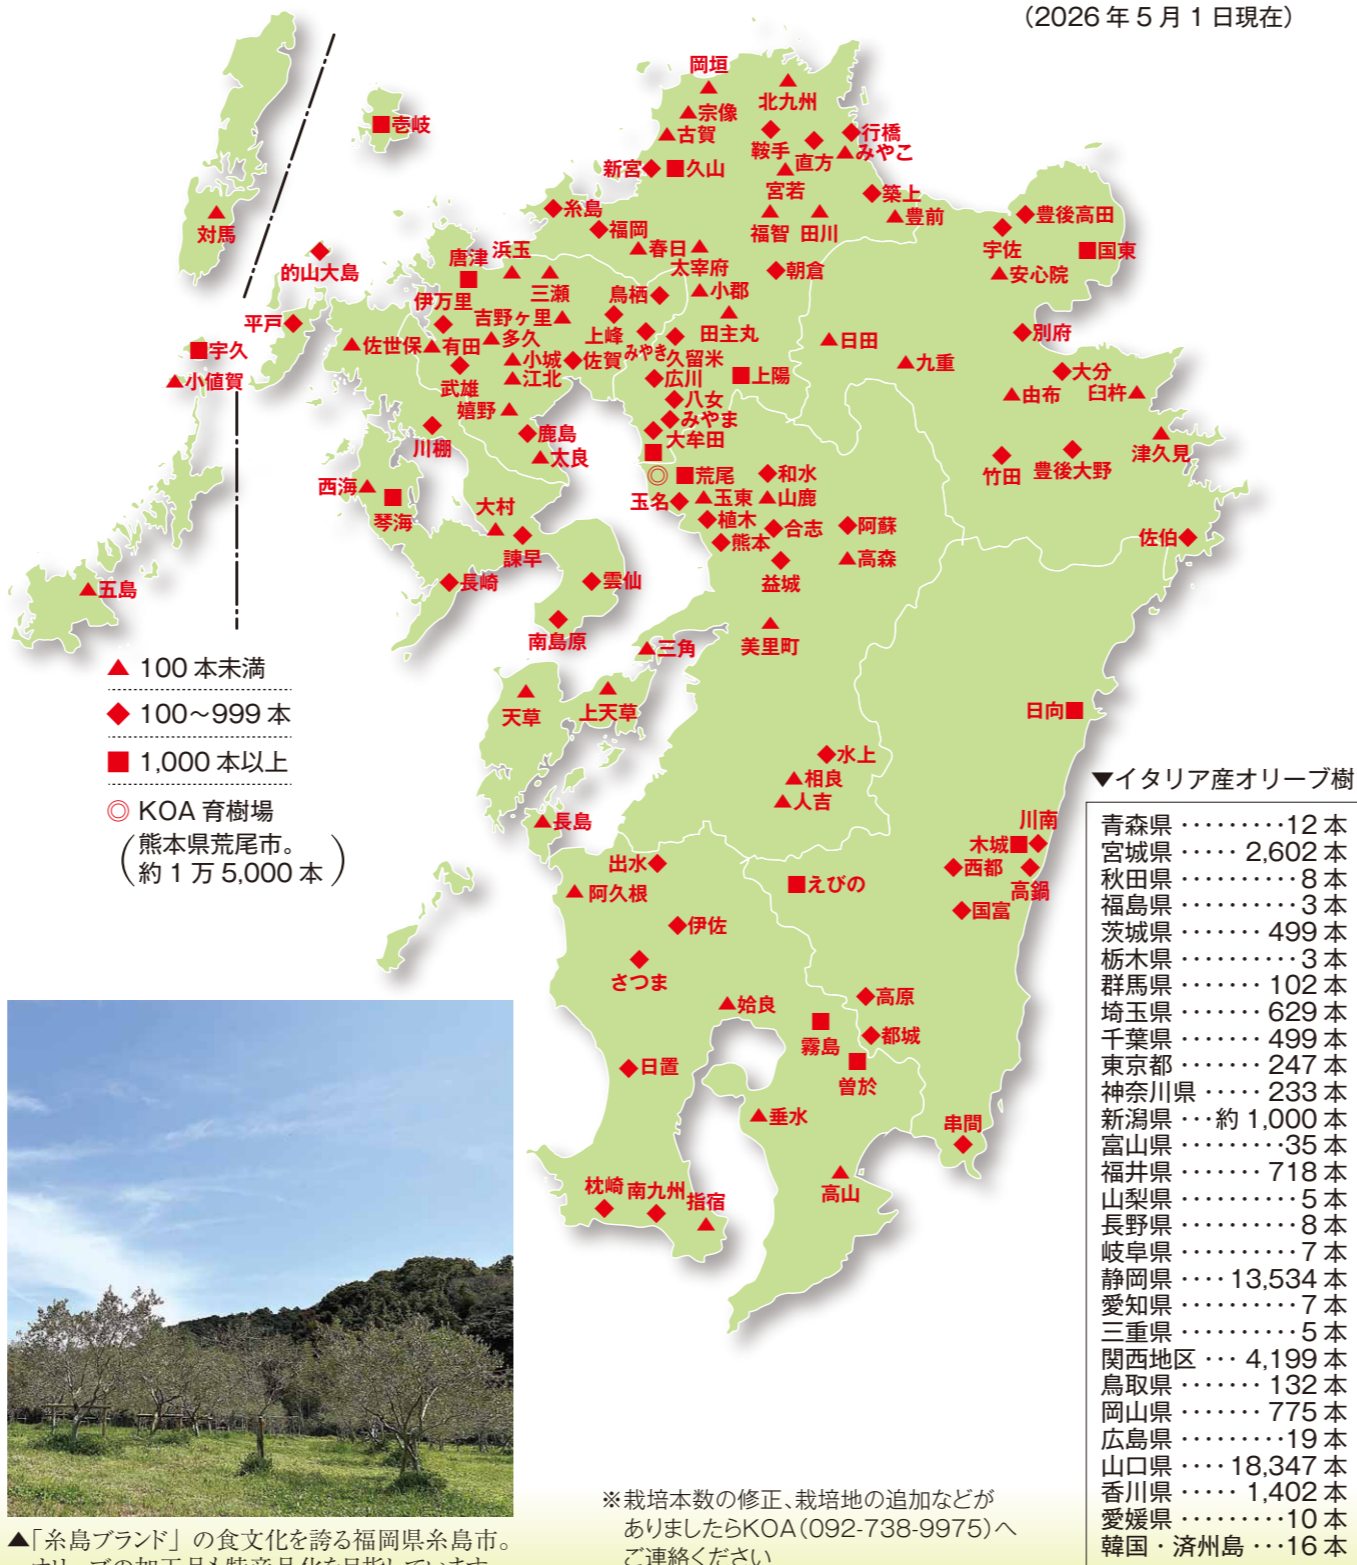 (2026年5月1日現在)
岡垣
北九州
宗像
古賀
壱岐
鞍手
直方
行橋
みやこ
新宮
久山
宮若
築上
糸島
福岡
福智
田川
豊前
豊後高田
宇佐
対馬
春日
太宰府
国東
的山大島
唐津
浜玉
三瀬
朝倉
安心院
伊万里
鳥栖
小郡
平戸
吉野ヶ里
上峰
田主丸
別府
宇久
佐世保
有田
多久
みやき
久留米
日田
小城
佐賀
九重
小値賀
武雄
江北
広川
上陽
大分
由布
臼杵
嬉野
八女
みやま
川棚
鹿島
大牟田
津久見
太良
竹田
豊後大野
西海
荒尾
和水
琴海
大村
玉名
玉東
山鹿
植木
合志
阿蘇
諫早
熊本
佐伯
五島
長崎
雲仙
益城
高森
南島原
三角
美里町
天草
上天草
日向
水上
相良
人吉
長島
川南
木城
出水
西都
高鍋
阿久根
えびの
国富
伊佐
さつま
高原
姶良
霧島
都城
日置
曽於
垂水
串間
枕崎
南九州
指宿
高山
▲ 100本未満
◆ 100～999本
■ 1,000本以上
◎ KOA育樹場
(熊本県荒尾市。
約1万5,000本)
▼イタリア産オリーブ樹
青森県·········12本
宮城県·····2,602本
秋田県··········8本
福島県··········3本
茨城県·······499本
栃木県··········3本
群馬県·······102本
埼玉県·······629本
千葉県·······499本
東京都·······247本
神奈川県·····233本
新潟県···約1,000本
富山県·········35本
福井県·······718本
山梨県··········5本
長野県··········8本
岐阜県··········7本
静岡県····13,534本
愛知県··········7本
三重県··········5本
関西地区···4,199本
鳥取県·······132本
岡山県·······775本
広島県·········19本
山口県····18,347本
香川県·····1,402本
愛媛県·········10本
韓国・済州島···16本
▲「糸島ブランド」の食文化を誇る福岡県糸島市。
オリーブの加工品も特産品化を目指しています
※栽培本数の修正、栽培地の追加などが
ありましたらKOA(092-738-9975)へ
ご連絡ください